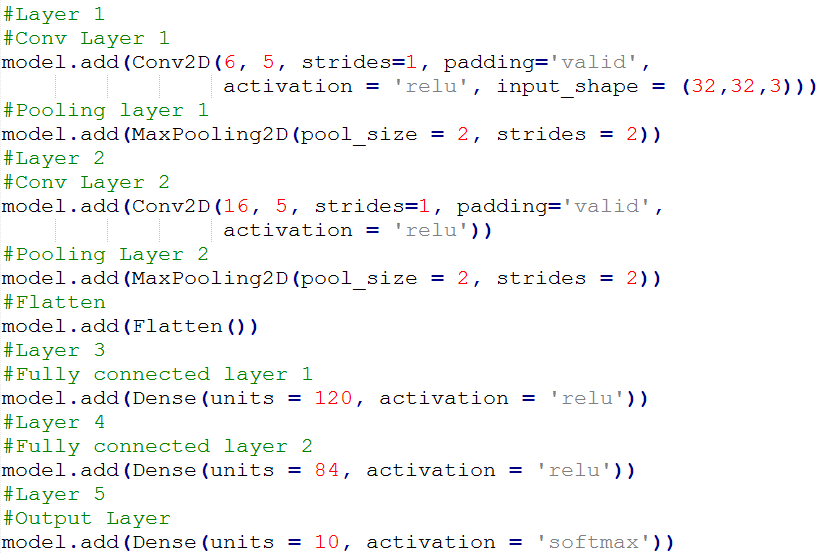 #Layer 1
#Conv Layer 1
model.add(Conv2D(6, 5, strides=1, padding='valid',
activation = 'relu', input_shape = (32,32,3)))
#Pooling layer 1
model.add(MaxPooling2D(pool_size = 2, strides = 2))
#Layer 2
#Conv Layer 2
model.add(Conv2D(16, 5, strides=1, padding='valid',
activation = 'relu'))
#Pooling Layer 2
model.add(MaxPooling2D(pool_size = 2, strides = 2))
#Flatten
model.add(Flatten())
#Layer 3
#Fully connected layer 1
model.add(Dense(units = 120, activation = 'relu'))
#Layer 4
#Fully connected layer 2
model.add(Dense(units = 84, activation = 'relu'))
#Layer 5
#Output Layer
model.add(Dense(units = 10, activation = 'softmax'))